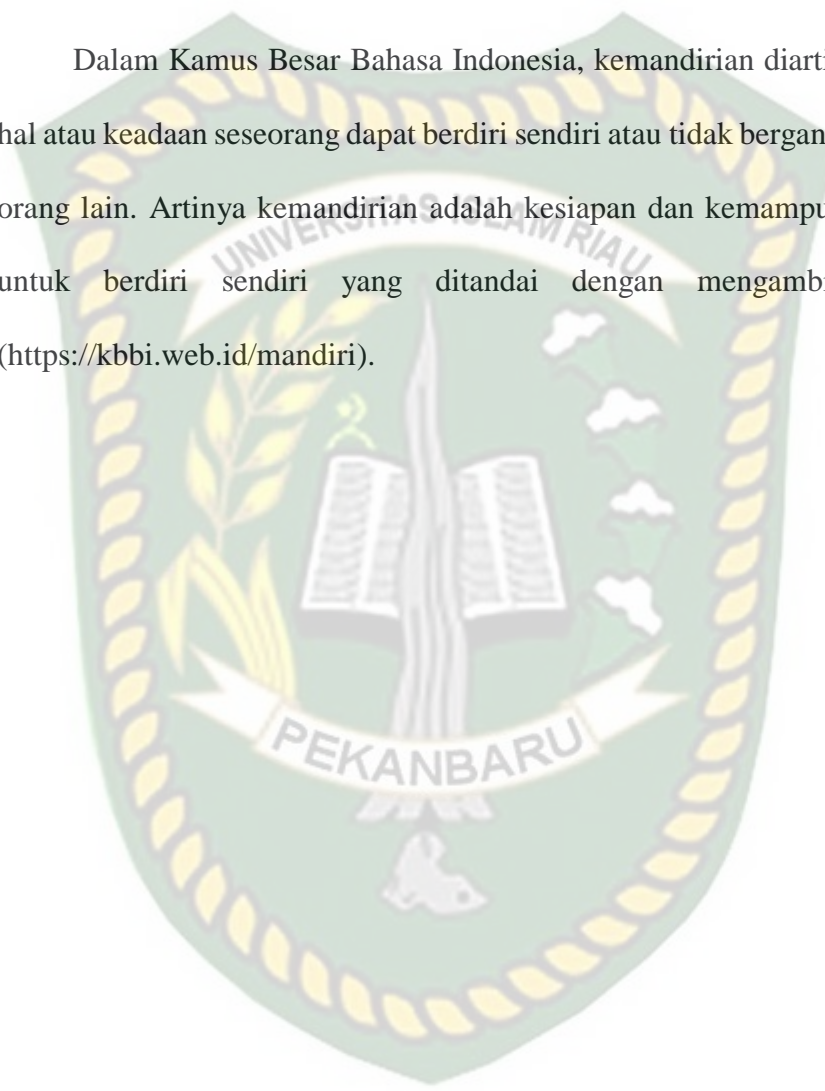 Dalam Kamus Besar Bahasa Indonesia, kemandirian diarti
hal atau keadaan seseorang dapat berdiri sendiri atau tidak bergan
UNIVERSITAS ISLAM RIAU
orang lain. Artinya kemandirian adalah kesiapan dan kemampu
untuk berdiri sendiri yang ditandai dengan mengambi
(https://kbbi.web.id/mandiri).
PEKANBARU